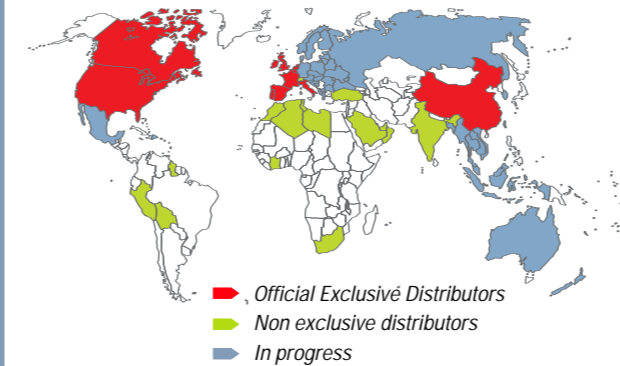 Official Exclusivé Distributors
Non exclusive distributors
In progress